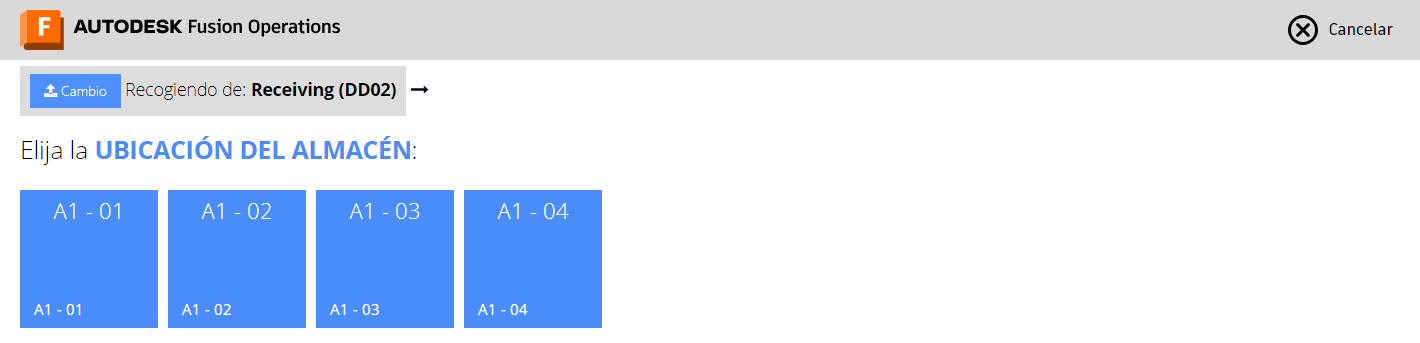 F AUTODESK Fusion Operations
Cancelar
Cambio Recogiendo de: Receiving (DD02)
Elija la UBICACIÓN DEL ALMACÉN:
A1 - 01
A1 - 01
A1 - 02
A1 - 02
A1 - 03
A1 - 03
A1 - 04
A1 - 04